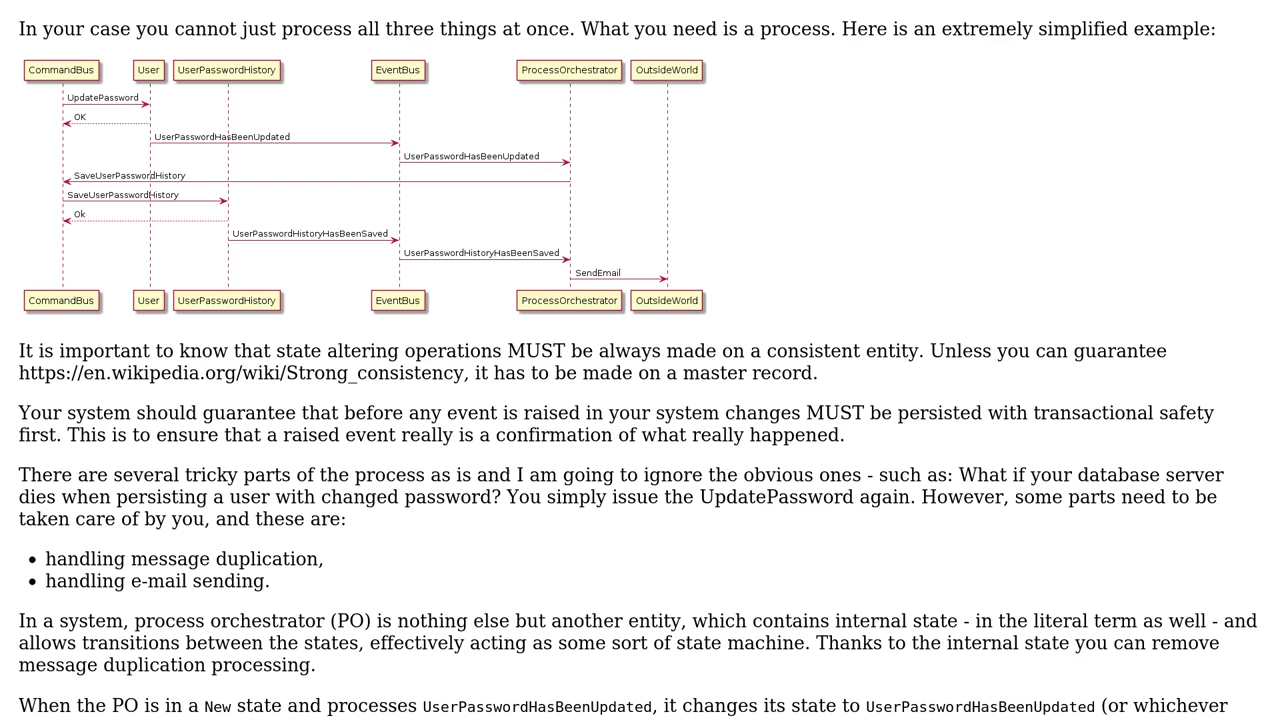 In your case you cannot just process all three things at once. What you need is a process. Here is an extremely simplified example:
CommandBus User UserPasswordHistory EventBus ProcessOrchestrator OutsideWorld
UpdatePassword
OK
UserPasswordHasBeenUpdated
UserPasswordHasBeenUpdated
SaveUserPasswordHistory
SaveUserPasswordHistory
Ok
UserPasswordHistoryHasBeenSaved
UserPasswordHistoryHasBeenSaved
SendEmail
CommandBus User UserPasswordHistory EventBus ProcessOrchestrator OutsideWorld
It is important to know that state altering operations MUST be always made on a consistent entity. Unless you can guarantee
https://en.wikipedia.org/wiki/Strong_consistency, it has to be made on a master record.
Your system should guarantee that before any event is raised in your system changes MUST be persisted with transactional safety
first. This is to ensure that a raised event really is a confirmation of what really happened.
There are several tricky parts of the process as is and I am going to ignore the obvious ones - such as: What if your database server
dies when persisting a user with changed password? You simply issue the UpdatePassword again. However, some parts need to be
taken care of by you, and these are:
• handling message duplication,
• handling e-mail sending.
In a system, process orchestrator (PO) is nothing else but another entity, which contains internal state - in the literal term as well - and
allows transitions between the states, effectively acting as some sort of state machine. Thanks to the internal state you can remove
message duplication processing.
When the PO is in a New state and processes UserPasswordHasBeenUpdated, it changes its state to UserPasswordHasBeenUpdated (or whichever